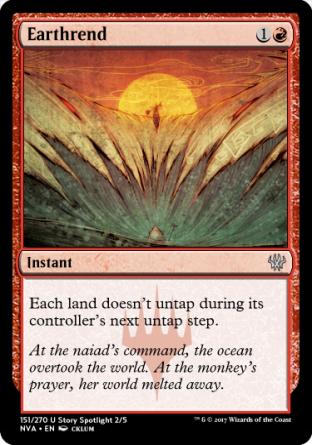 Earthrend 1
Instant
Each land doesn't untap during its
controller's next untap step.
At the naiad's command, the ocean
overtook the world. At the monkey's
prayer, her world melted away.
151/270 U Story Spotlight 2/5
NVA • EN CKLUM
™ & © 2017 Wizards of the Coast